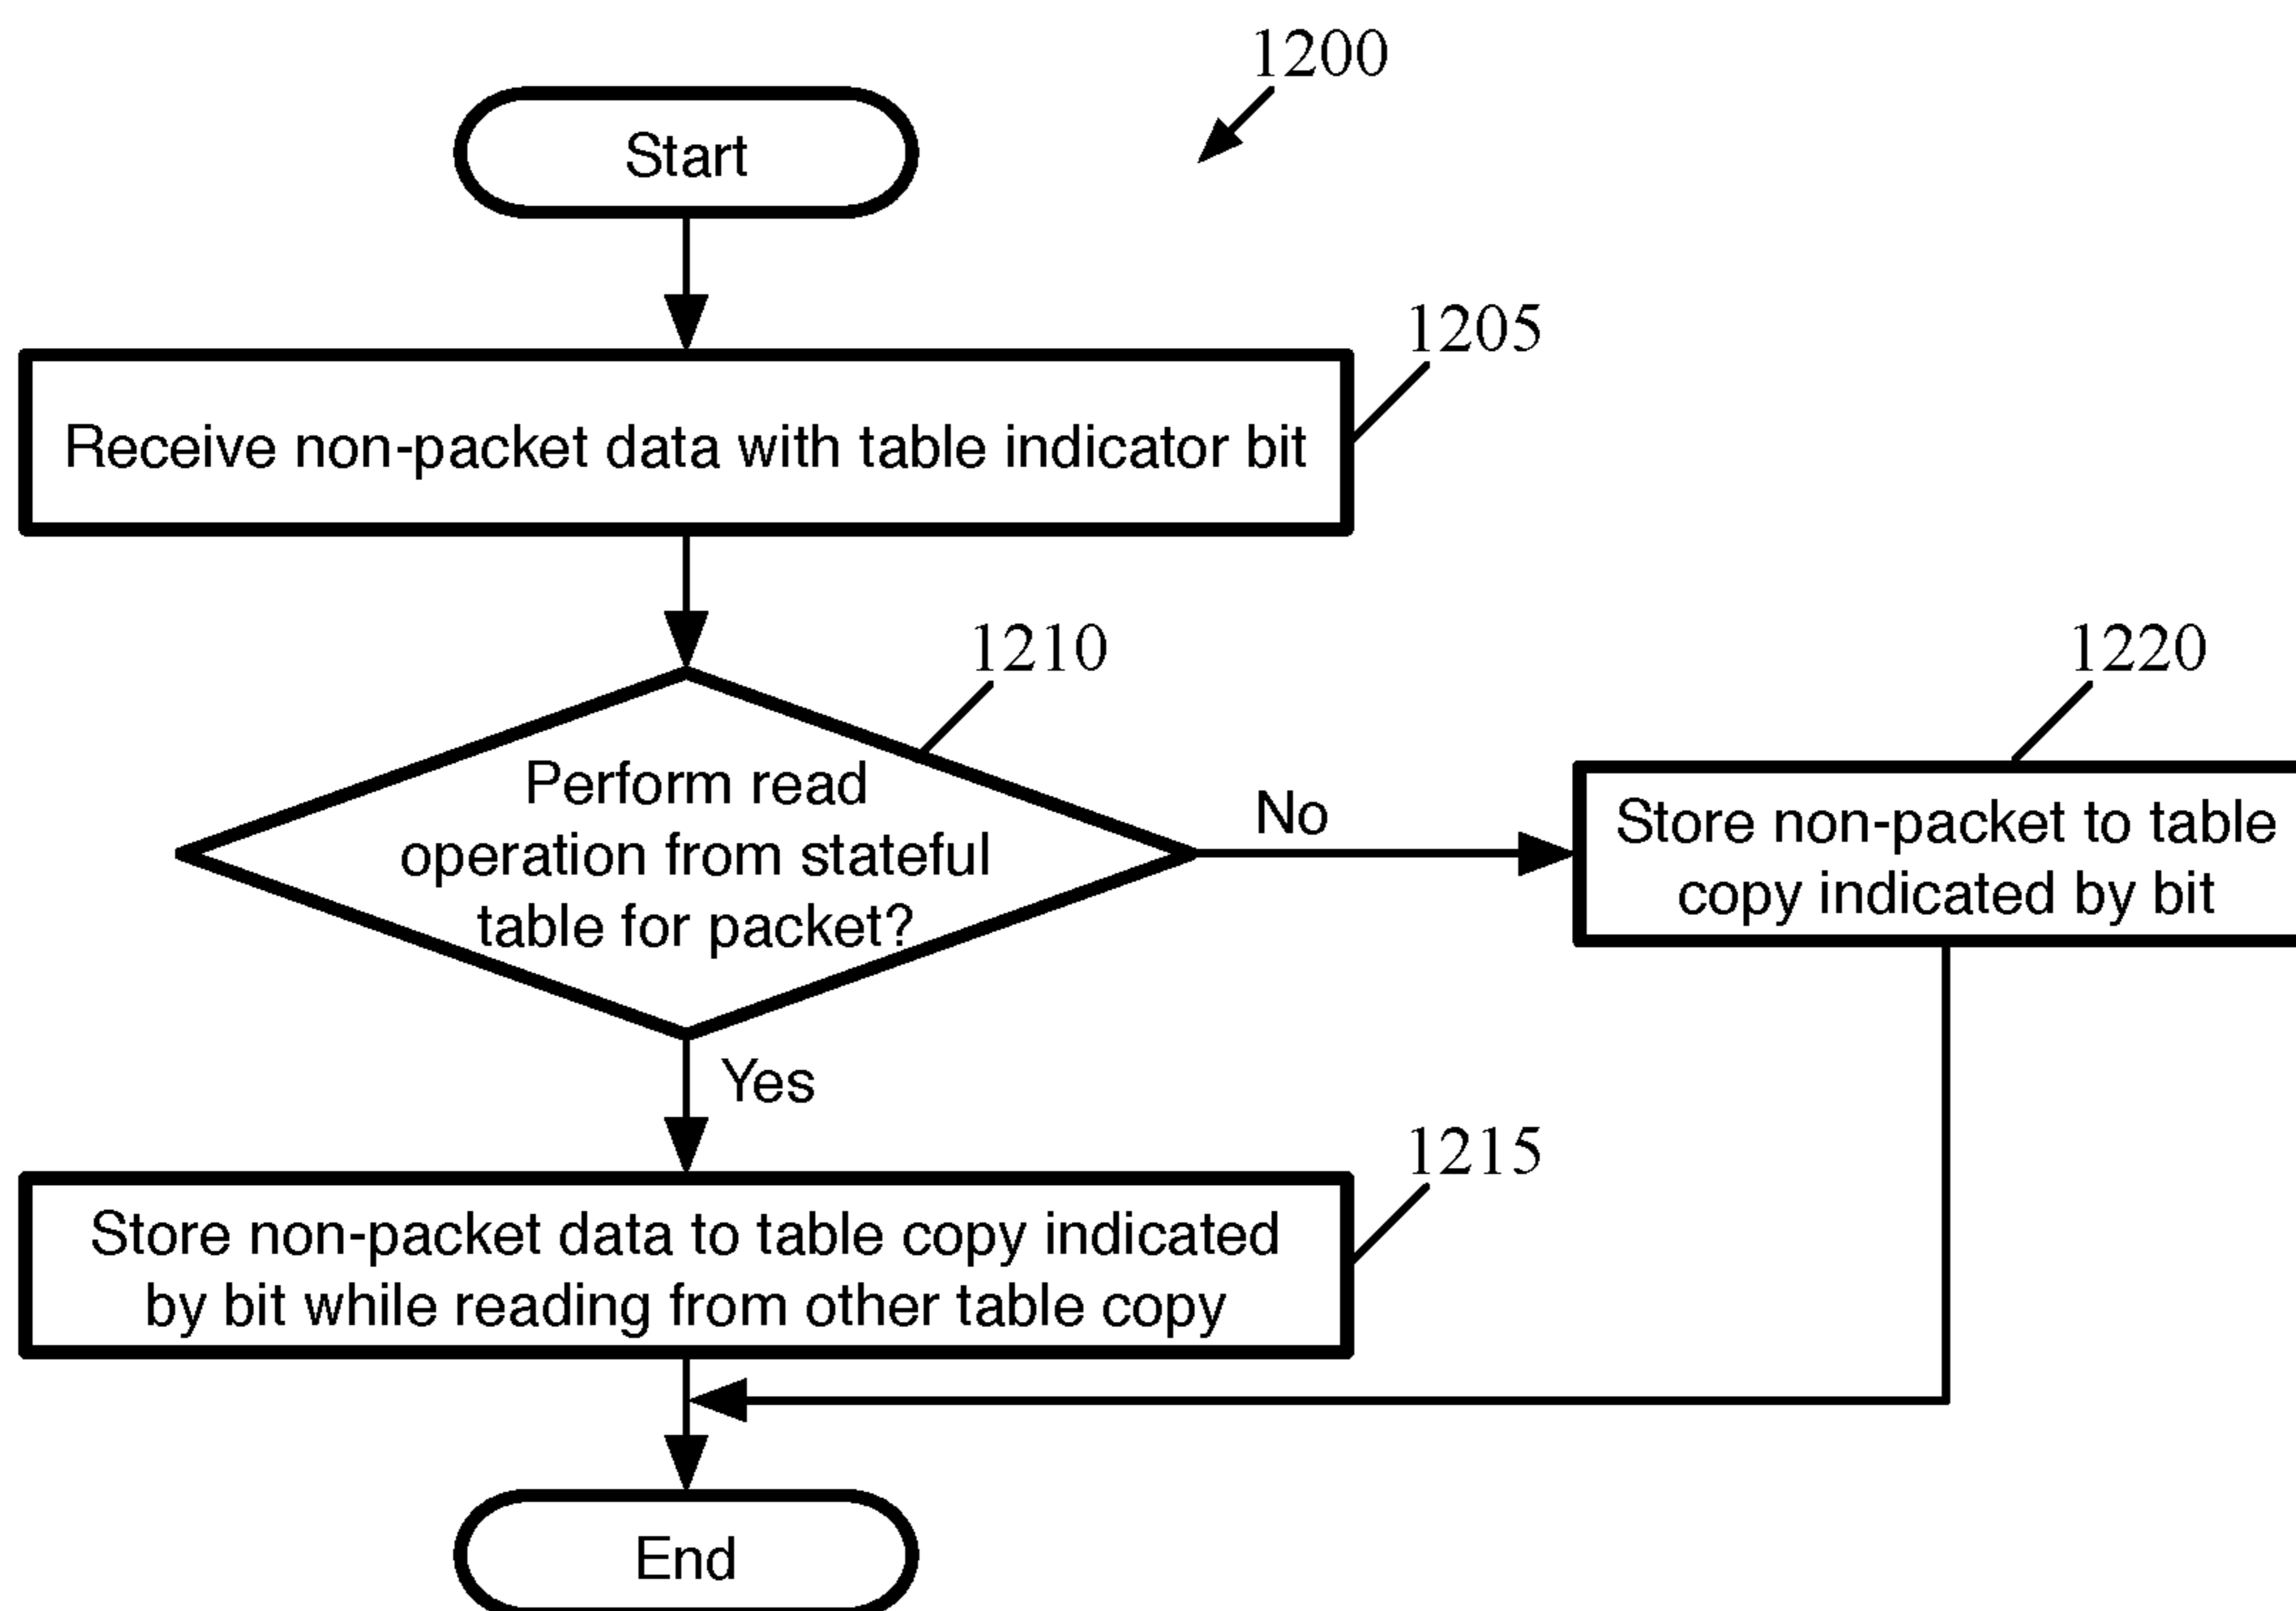 1200
Start
1205
Receive non-packet data with table indicator bit
1210
1220
Perform read
operation from stateful
table for packet?
No
Store non-packet to table
copy indicated by bit
Yes
1215
Store non-packet data to table copy indicated
by bit while reading from other table copy
End